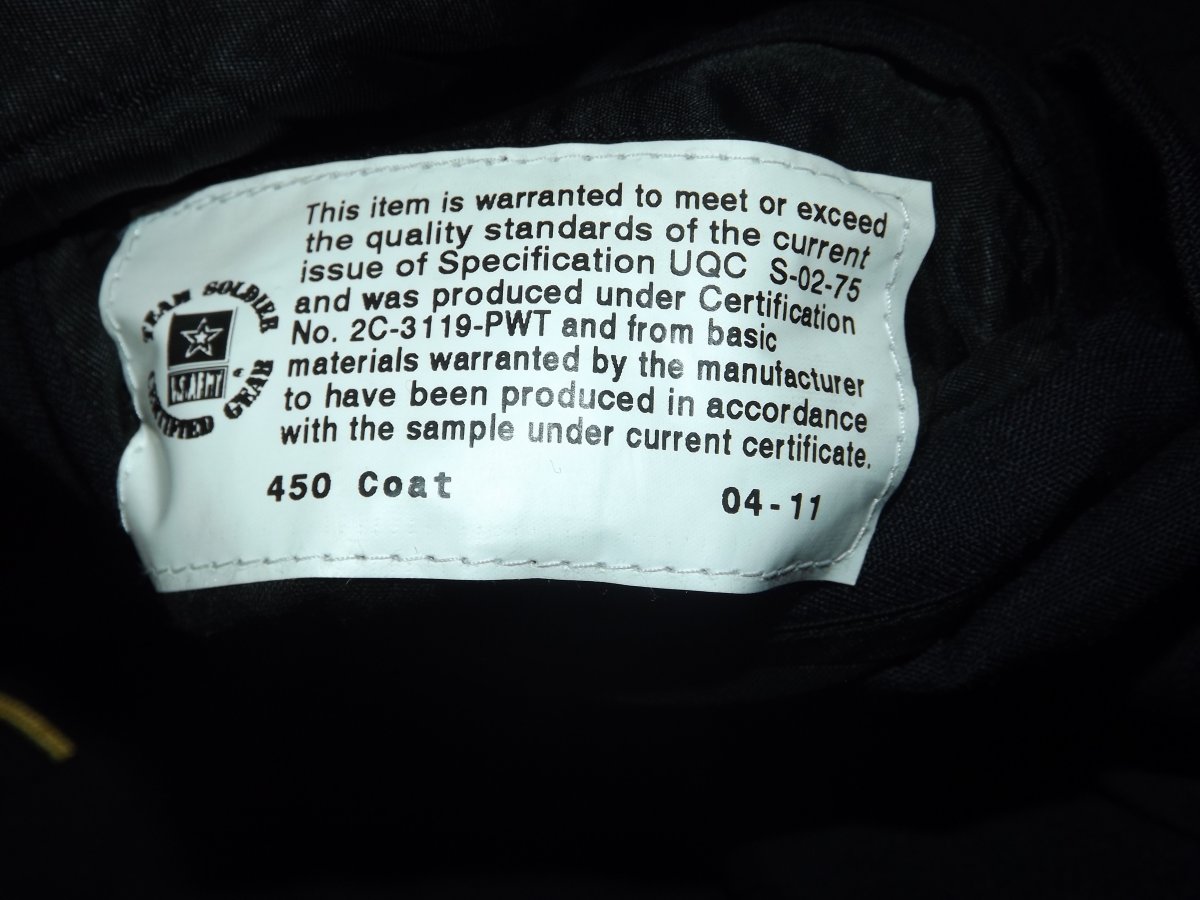 This item is warranted to meet or exceed
the quality standards of the current
issue of Specification UQC S-02-75
and was produced under Certification
No. 2C-3119-PWT and from basic
materials warranted by the manufacturer
to have been produced in accordance
with the sample under current certificate.
TEAM SOLDIER
U.S.ARMY
CERTIFIED GEAR
450 Coat 04-11